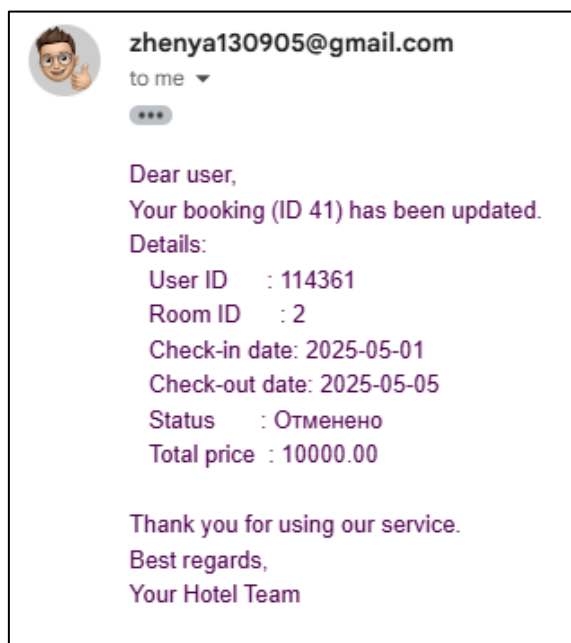 zhenya130905@gmail.com
to me
Dear user,
Your booking (ID 41) has been updated.
Details:
User ID : 114361
Room ID : 2
Check-in date: 2025-05-01
Check-out date: 2025-05-05
Status : Отменено
Total price : 10000.00
Thank you for using our service.
Best regards,
Your Hotel Team